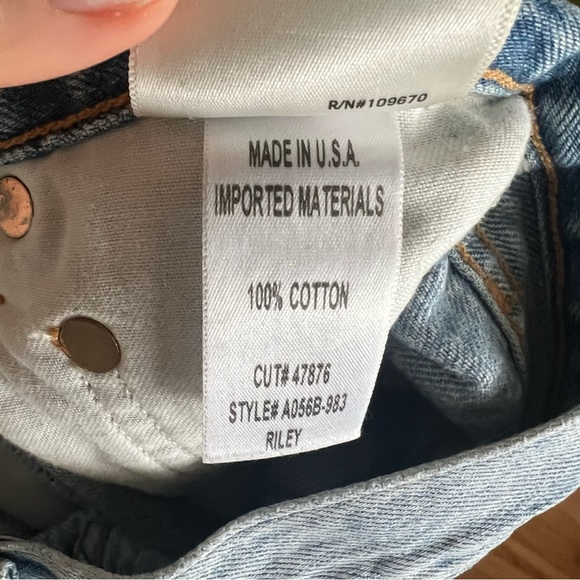 R/N#109670
MADE IN U.S.A.
IMPORTED MATERIALS
100% COTTON
CUT# 47876
STYLE# A056B-983
RILEY